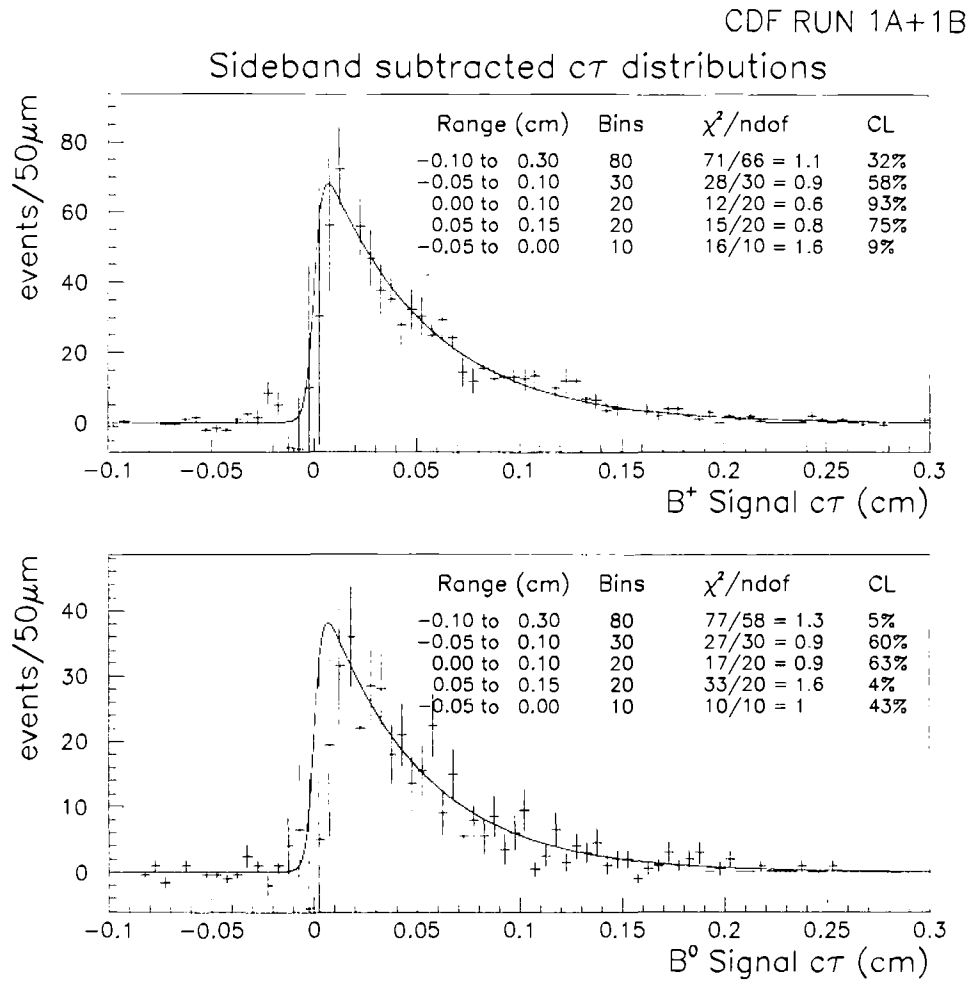 CDF RUN 1A+1B
Sideband subtracted cτ distributions
events/50μm
80
60
40
20
0
Range (cm) Bins χ²/ndof CL
−0.10 to 0.30 80 71/66 = 1.1 32%
−0.05 to 0.10 30 28/30 = 0.9 58%
0.00 to 0.10 20 12/20 = 0.6 93%
0.05 to 0.15 20 15/20 = 0.8 75%
−0.05 to 0.00 10 16/10 = 1.6 9%
−0.1 −0.05 0 0.05 0.1 0.15 0.2 0.25 0.3
B⁺ Signal cτ (cm)
events/50μm
40
30
20
10
0
Range (cm) Bins χ²/ndof CL
−0.10 to 0.30 80 77/58 = 1.3 5%
−0.05 to 0.10 30 27/30 = 0.9 60%
0.00 to 0.10 20 17/20 = 0.9 63%
0.05 to 0.15 20 33/20 = 1.6 4%
−0.05 to 0.00 10 10/10 = 1 43%
−0.1 −0.05 0 0.05 0.1 0.15 0.2 0.25 0.3
B⁰ Signal cτ (cm)